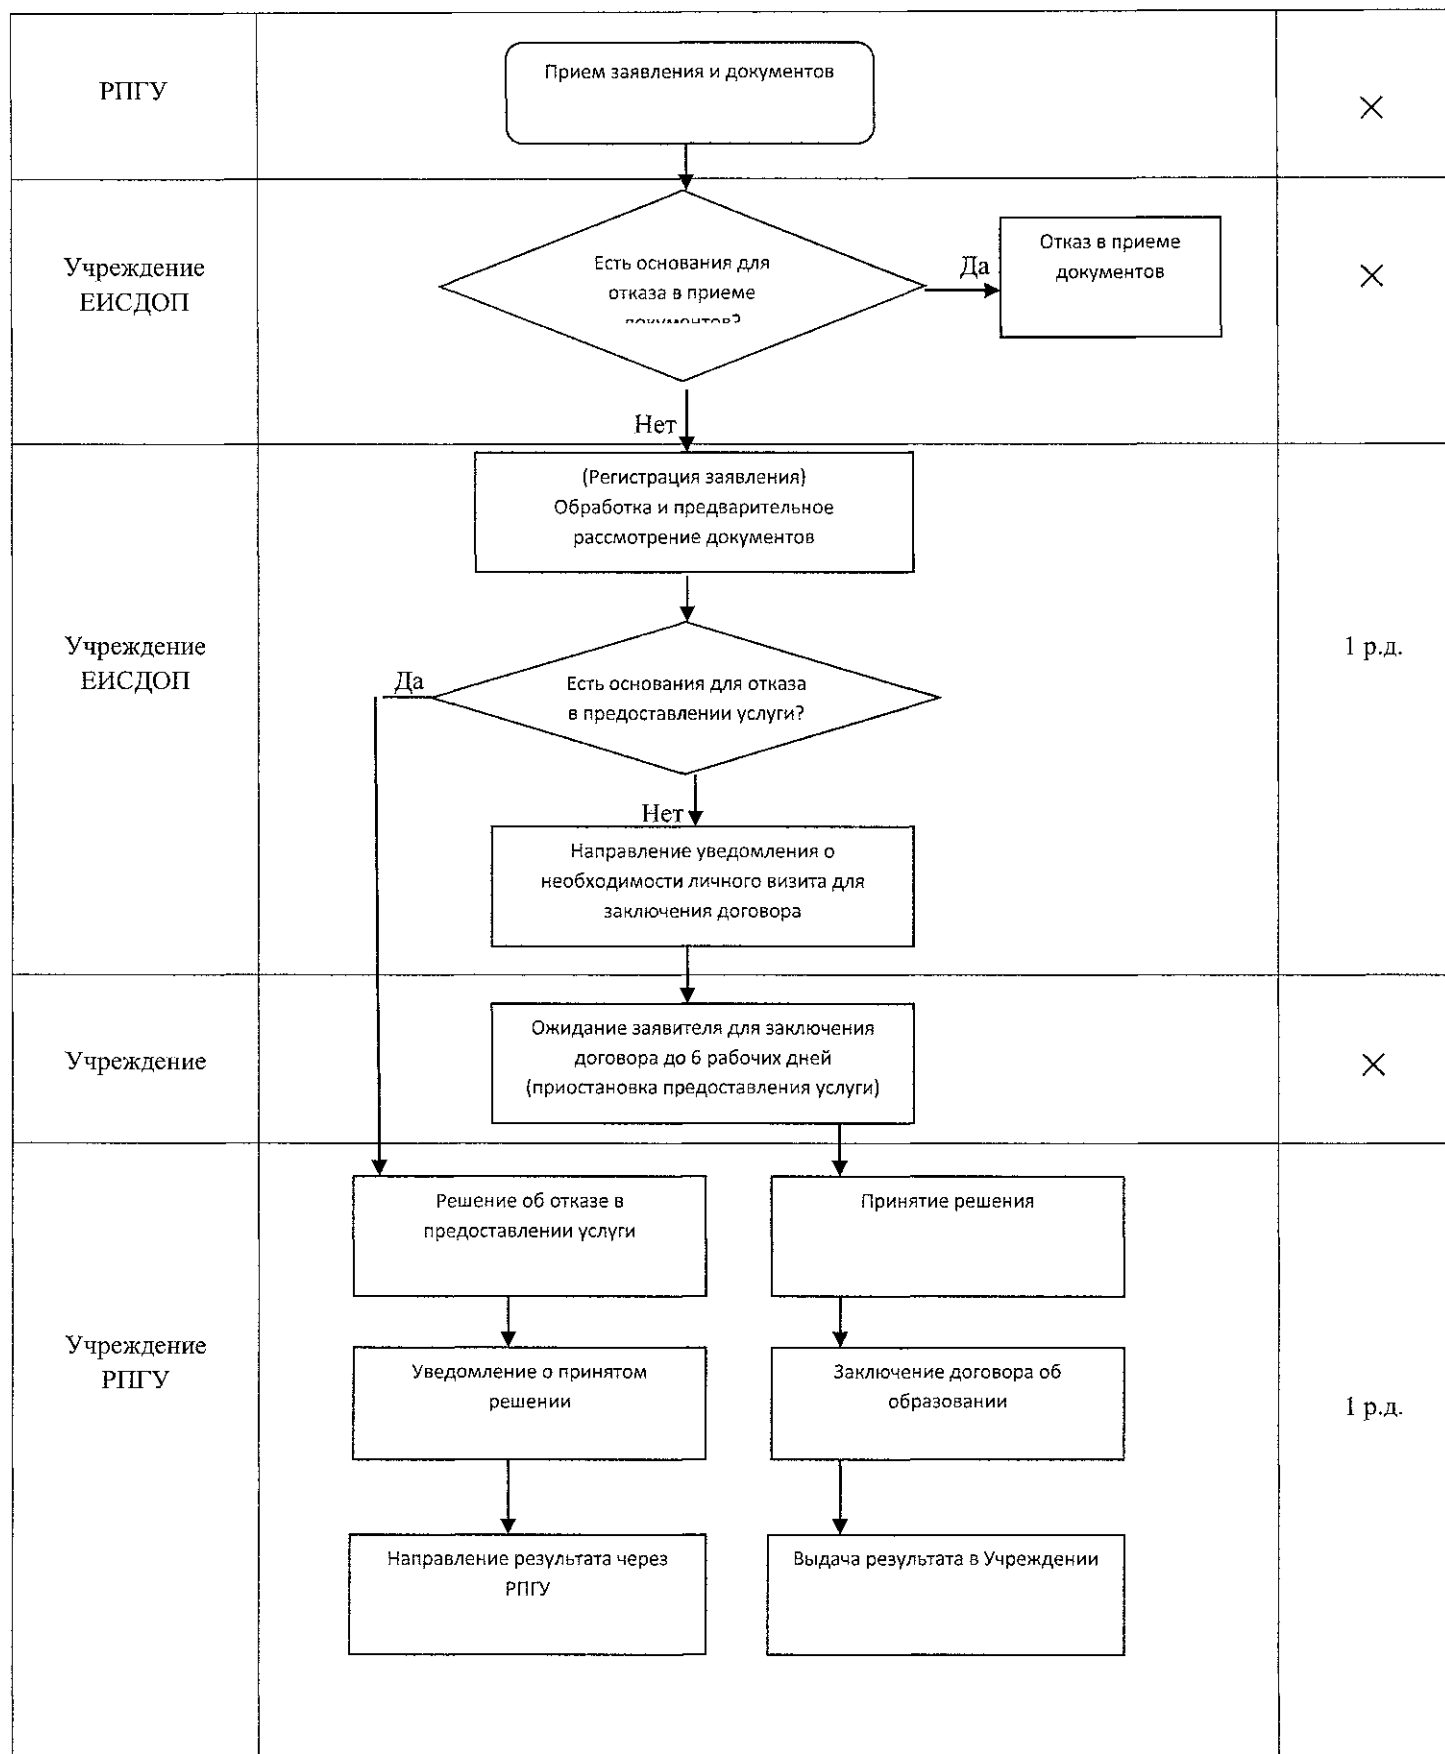 РПГУ
Прием заявления и документов
×
Учреждение
ЕИСДОП
Есть основания для
отказа в приеме
документов?
Да
Отказ в приеме
документов
×
Нет
Учреждение
ЕИСДОП
(Регистрация заявления)
Обработка и предварительное
рассмотрение документов
Да
Есть основания для отказа
в предоставлении услуги?
Нет
Направление уведомления о
необходимости личного визита для
заключения договора
1 р.д.
Учреждение
Ожидание заявителя для заключения
договора до 6 рабочих дней
(приостановка предоставления услуги)
×
Учреждение
РПГУ
Решение об отказе в
предоставлении услуги
Принятие решения
Уведомление о принятом
решении
Заключение договора об
образовании
Направление результата через
РПГУ
Выдача результата в Учреждении
1 р.д.